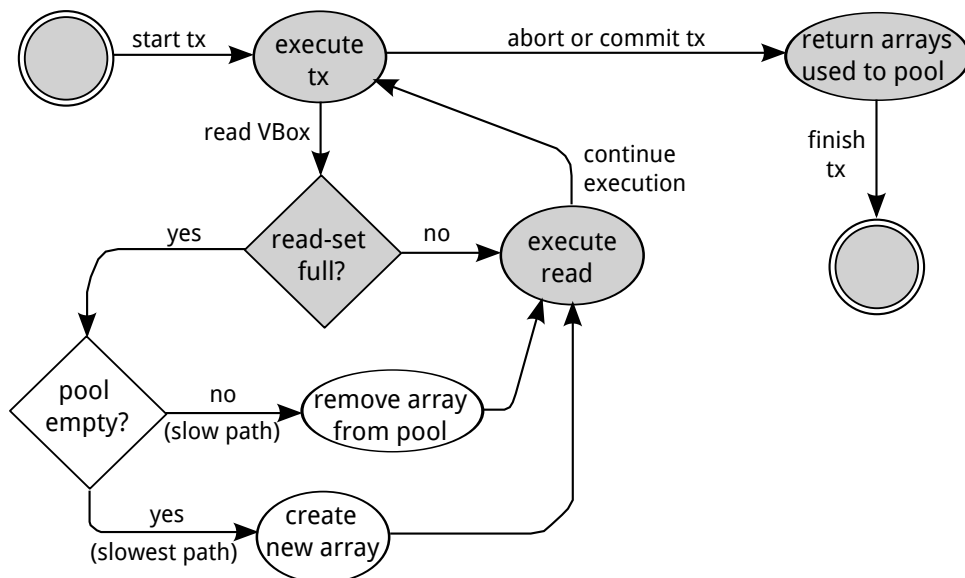 start tx
execute
tx
abort or commit tx
return arrays
used to pool
read VBox
continue
execution
finish
tx
yes
read-set
full?
no
execute
read
pool
empty?
no
(slow path)
remove array
from pool
yes
(slowest path)
create
new array